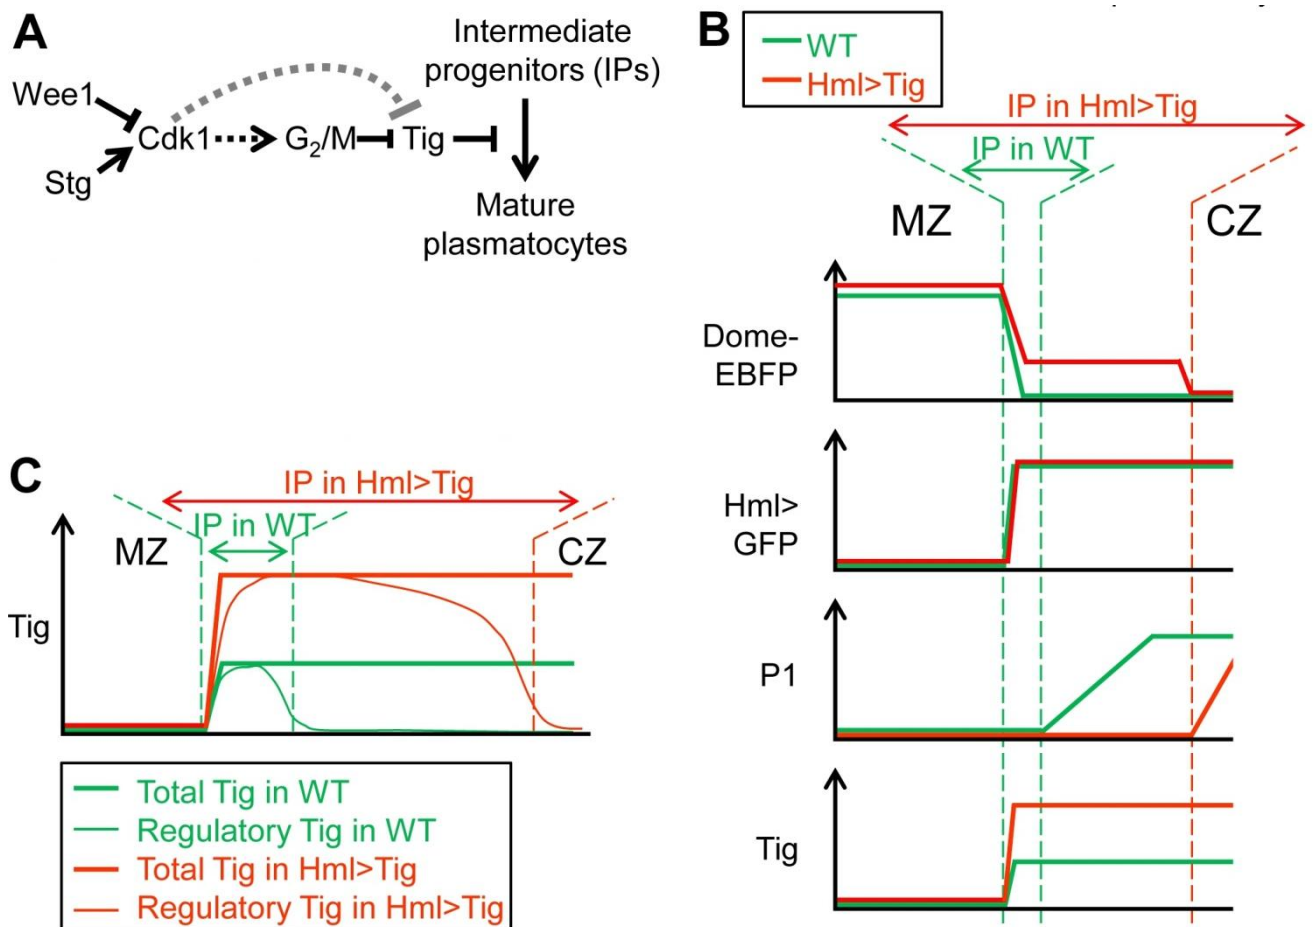 A
Intermediate
progenitors (IPs)
Wee1
Cdk1
G2/M
Tig
Stg
Mature
plasmatocytes
B
WT
Hml>Tig
IP in Hml>Tig
IP in WT
MZ
CZ
Dome-
EBFP
Hml>
GFP
P1
Tig
C
IP in Hml>Tig
IP in WT
MZ
CZ
Tig
Total Tig in WT
Regulatory Tig in WT
Total Tig in Hml>Tig
Regulatory Tig in Hml>Tig